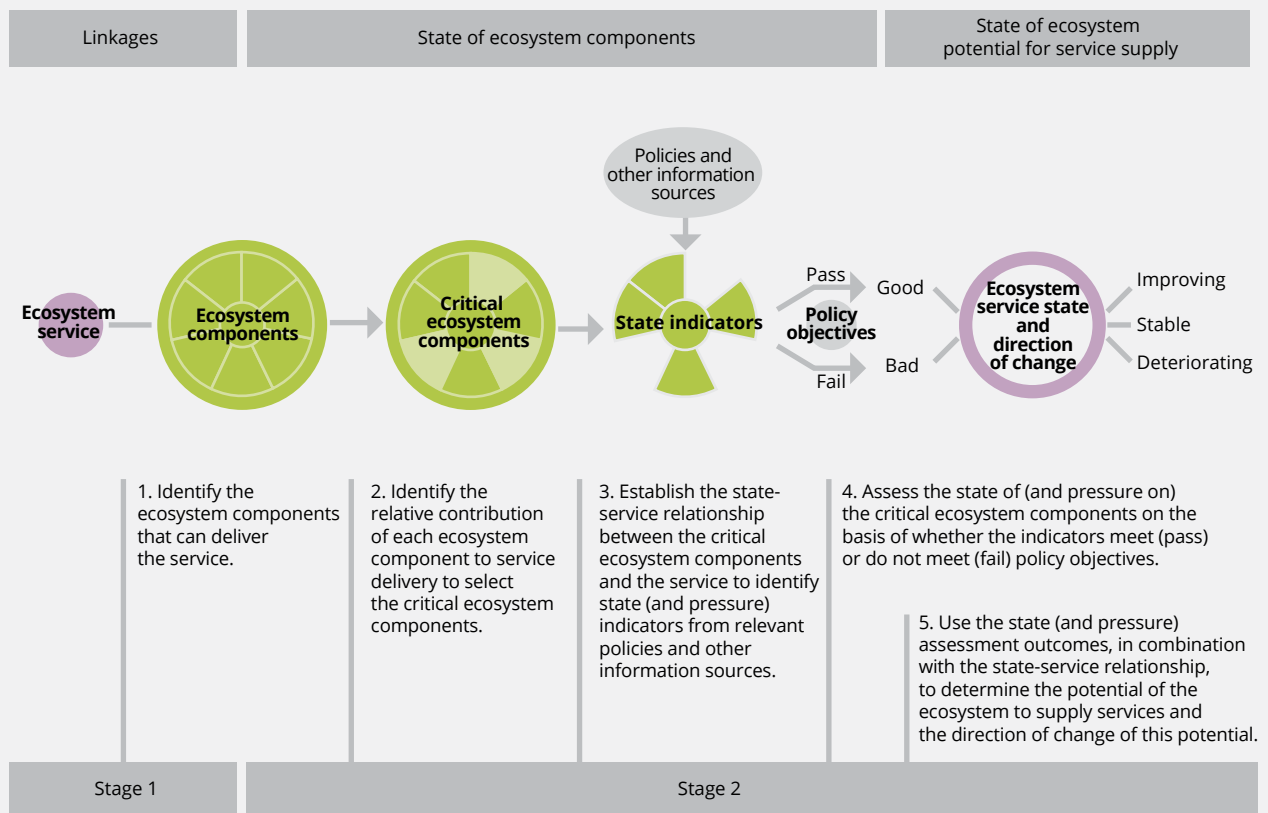 Linkages
State of ecosystem components
State of ecosystem
potential for service supply
Policies and
other information
sources
Ecosystem
service
Ecosystem
components
Critical
ecosystem
components
State indicators
Pass
Policy
objectives
Fail
Good
Bad
Ecosystem
service state
and
direction
of change
Improving
Stable
Deteriorating
1. Identify the
ecosystem components
that can deliver
the service.
2. Identify the
relative contribution
of each ecosystem
component to service
delivery to select
the critical ecosystem
components.
3. Establish the state-
service relationship
between the critical
ecosystem components
and the service to identify
state (and pressure)
indicators from relevant
policies and other
information sources.
4. Assess the state of (and pressure on)
the critical ecosystem components on the
basis of whether the indicators meet (pass)
or do not meet (fail) policy objectives.
5. Use the state (and pressure)
assessment outcomes, in combination
with the state-service relationship,
to determine the potential of the
ecosystem to supply services and
the direction of change of this potential.
Stage 1
Stage 2